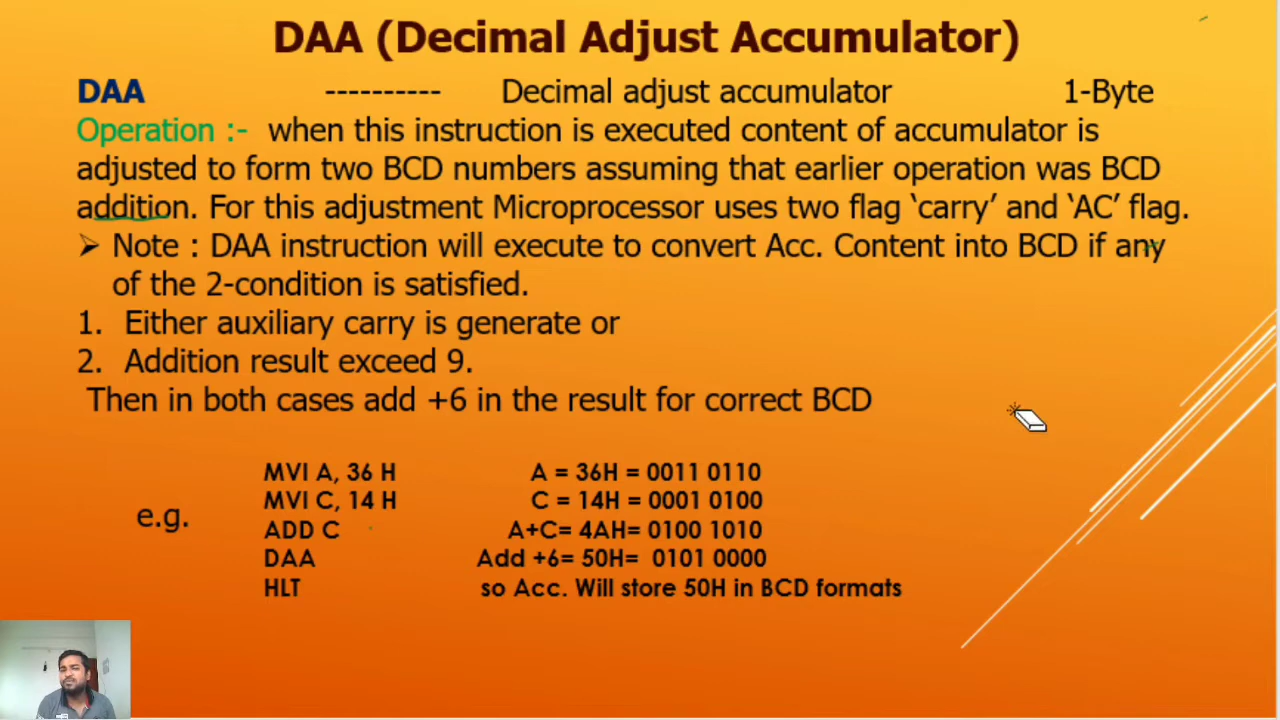 DAA (Decimal Adjust Accumulator)
DAA ---------- Decimal adjust accumulator 1-Byte
Operation :- when this instruction is executed content of accumulator is
adjusted to form two BCD numbers assuming that earlier operation was BCD
addition. For this adjustment Microprocessor uses two flag ‘carry’ and ‘AC’ flag.
➢ Note : DAA instruction will execute to convert Acc. Content into BCD if any
of the 2-condition is satisfied.
1. Either auxiliary carry is generate or
2. Addition result exceed 9.
Then in both cases add +6 in the result for correct BCD
e.g.
MVI A, 36 H A = 36H = 0011 0110
MVI C, 14 H C = 14H = 0001 0100
ADD C A+C= 4AH= 0100 1010
DAA Add +6= 50H= 0101 0000
HLT so Acc. Will store 50H in BCD formats